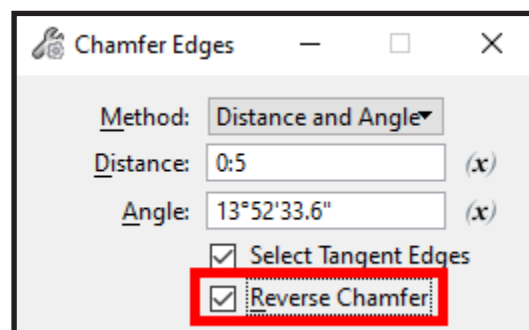 Chamfer Edges
Method: Distance and Angle
Distance: 0:5 (x)
Angle: 13°52'33.6" (x)
Select Tangent Edges
Reverse Chamfer